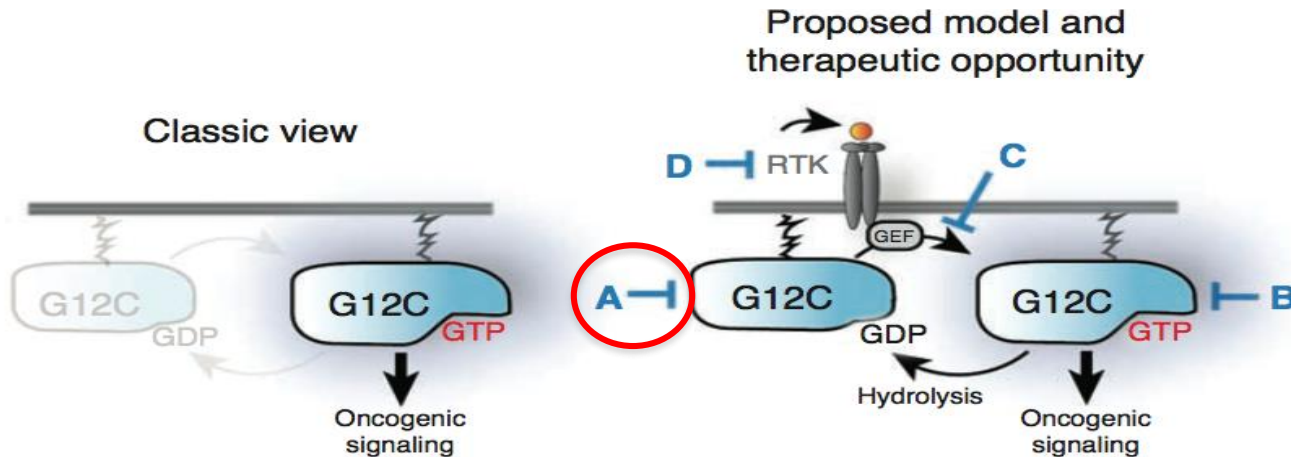 Classic view
G12C
GDP
G12C
GTP
Oncogenic
signaling
Proposed model and
therapeutic opportunity
D
RTK
C
GEF
A
G12C
GDP
Hydrolysis
G12C
GTP
B
Oncogenic
signaling